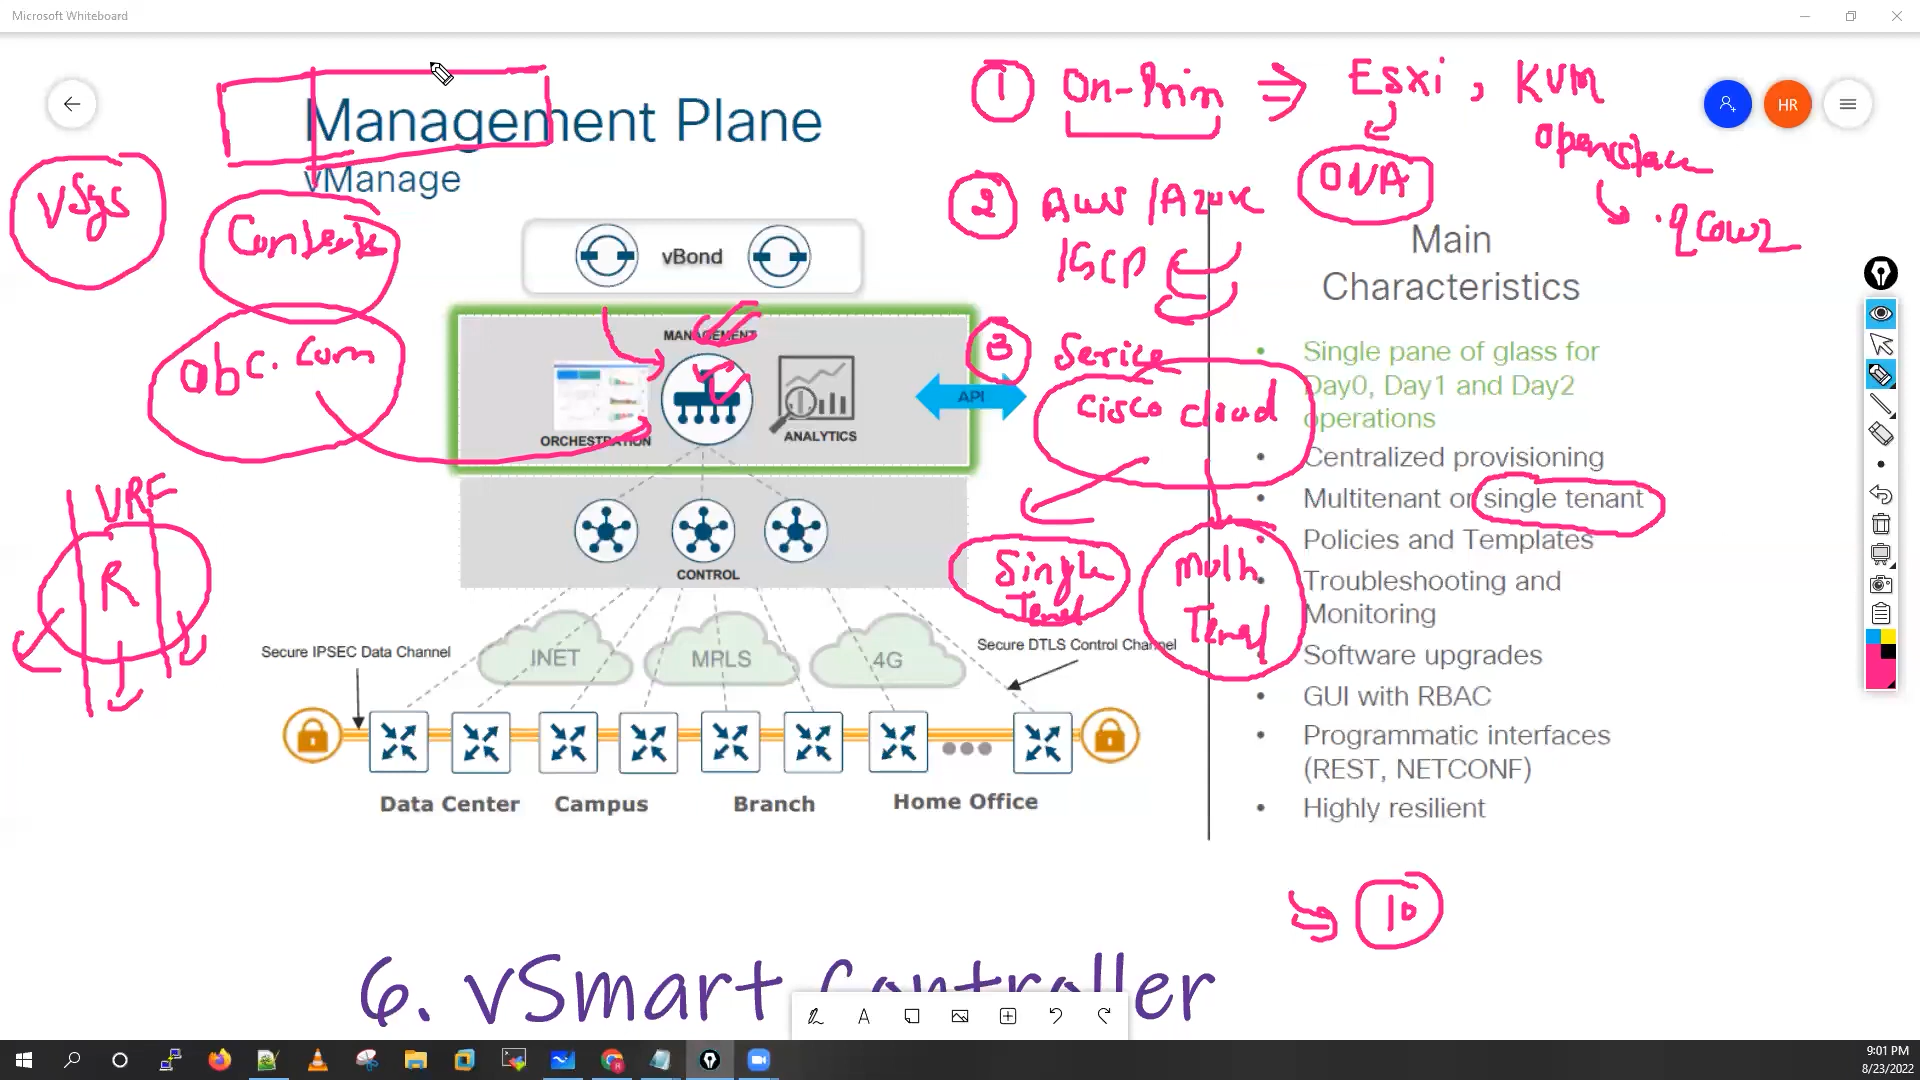 Microsoft Whiteboard
Management Plane
vManage
① On-Prim ⇒ Esxi, KVM
openstack
OVA
.qcow2
② AWS /Azure
/GCP
③ Serice
Cisco cloud
Single
Tenal
Multi
Tenal
vSys
Contexts
abc.com
VRF
R
HR
vBond
MANAGEMENT
ORCHESTRATION
ANALYTICS
API
CONTROL
Secure IPSEC Data Channel
INET
MPLS
4G
Secure DTLS Control Channel
Data Center
Campus
Branch
Home Office
Main
Characteristics
• Single pane of glass for
Day0, Day1 and Day2
operations
• Centralized provisioning
• Multitenant or single tenant
• Policies and Templates
• Troubleshooting and
Monitoring
• Software upgrades
• GUI with RBAC
• Programmatic interfaces
(REST, NETCONF)
• Highly resilient
10
6. vSmart Controller
9:01 PM
8/23/2022